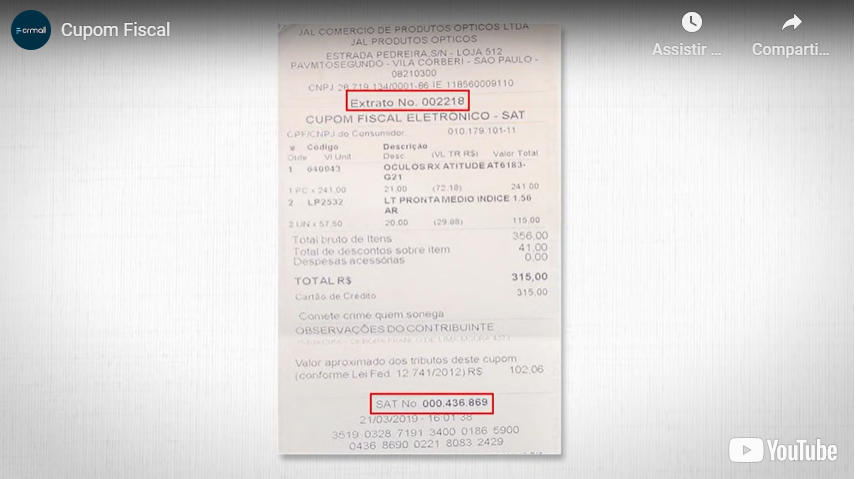 crmall
Cupom Fiscal
Assistir ...
Comparti...
JAL COMERCIO DE PRODUTOS OPTICOS LTDA
JAL PRODUTOS OPTICOS
ESTRADA PEDREIRA,S/N - LOJA 512
PAVMTOSEGUNDO - VILA CORBERI - SAO PAULO -
08210300
CNPJ 28.719.134/0001-86 IE 118560009110
Extrato No. 002218
CUPOM FISCAL ELETRONICO - SAT
CPF/CNPJ do Consumidor: 010.179.101-11
# Código Descrição
Qtde Vl Unit Desc (VL TR R$) Valor Total
1 040043 OCULOS RX ATITUDE AT6183-
G21
1 PC x 241,00 21.00 (72.18) 241.00
2 LP2532 LT PRONTA MEDIO INDICE 1.56
AR
2 UN x 57,50 20.00 (29.88) 115.00
Total bruto de Itens 356,00
Total de descontos sobre item 41,00
Despesas acessórias 0,00
TOTAL R$ 315,00
Cartão de Credito 315,00
Comete crime quem sonega
OBSERVAÇÕES DO CONTRIBUINTE
Valor aproximado dos tributos deste cupom
(conforme Lei Fed. 12.741/2012) R$ 102,06
SAT No. 000.436.869
21/03/2019 - 16:01:38
3519 0328 7191 3400 0186 5900
0436 8690 0221 8083 2429
YouTube